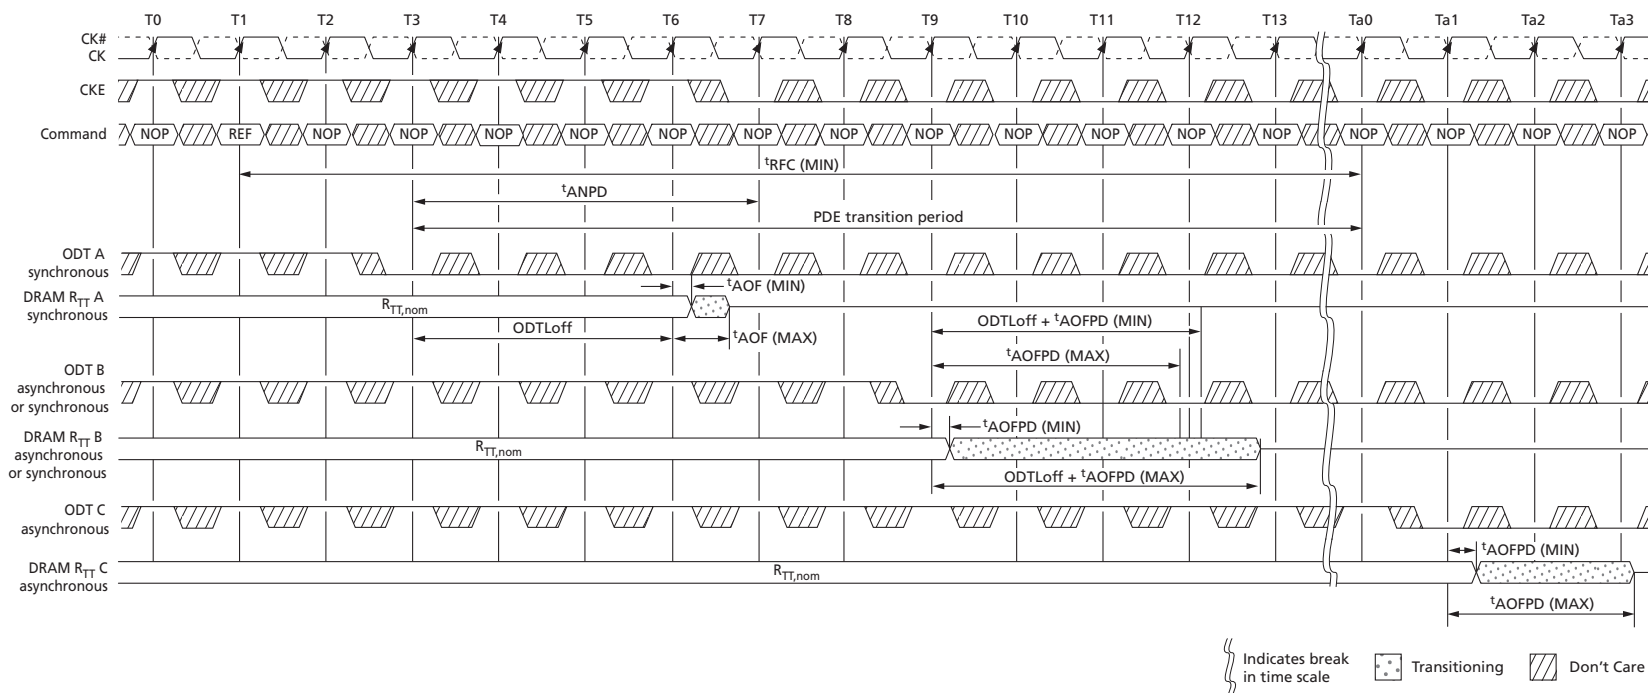 T0 T1 T2 T3 T4 T5 T6 T7 T8 T9 T10 T11 T12 T13 Ta0 Ta1 Ta2 Ta3
CK#
CK
CKE
Command NOP REF NOP NOP NOP NOP NOP NOP NOP NOP NOP NOP NOP NOP NOP NOP NOP NOP
tRFC (MIN)
tANPD
PDE transition period
ODT A
synchronous
tAOF (MIN)
DRAM RTT A
synchronous
RTT,nom
ODTLoff
tAOF (MAX)
ODTLoff + tAOFPD (MIN)
tAOFPD (MAX)
ODT B
asynchronous
or synchronous
tAOFPD (MIN)
DRAM RTT B
asynchronous
or synchronous
RTT,nom
ODTLoff + tAOFPD (MAX)
ODT C
asynchronous
tAOFPD (MIN)
DRAM RTT C
asynchronous
RTT,nom
tAOFPD (MAX)
Indicates break
in time scale
Transitioning
Don't Care